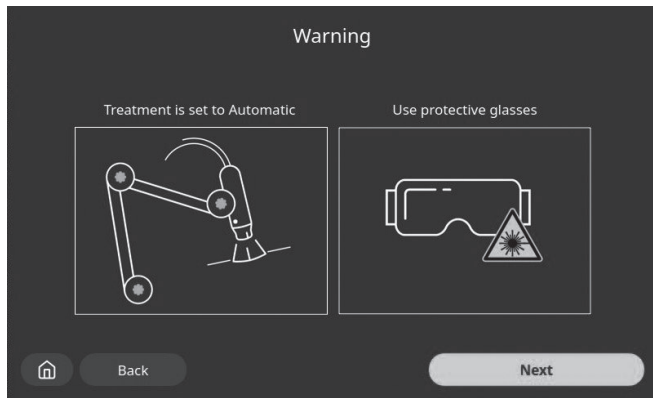 Warning
Treatment is set to Automatic
Use protective glasses
Back
Next